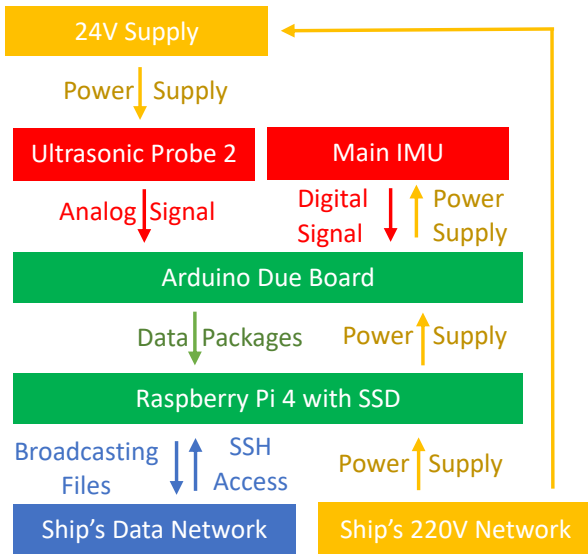 24V Supply
Power Supply
Ultrasonic Probe 2
Main IMU
Analog Signal
Digital
Signal
Power
Supply
Arduino Due Board
Data Packages
Power Supply
Raspberry Pi 4 with SSD
Broadcasting
Files
SSH
Access
Power Supply
Ship's Data Network
Ship's 220V Network